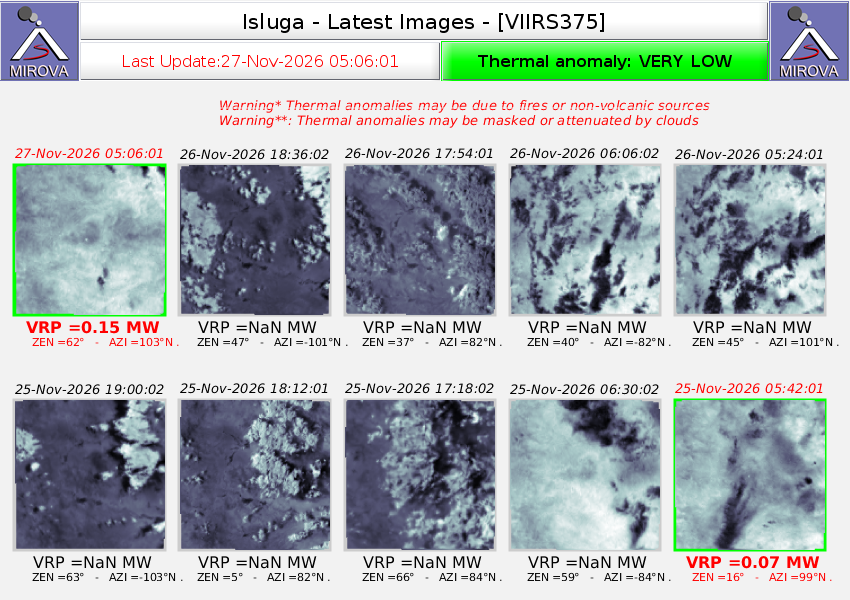 Isluga - Latest Images - [VIIRS375]
MIROVA
Last Update:27-Nov-2026 05:06:01
Thermal anomaly: VERY LOW
MIROVA
Warning* Thermal anomalies may be due to fires or non-volcanic sources
Warning**: Thermal anomalies may be masked or attenuated by clouds
27-Nov-2026 05:06:01
26-Nov-2026 18:36:02
26-Nov-2026 17:54:01
26-Nov-2026 06:06:02
26-Nov-2026 05:24:01
VRP =0.15 MW
VRP =NaN MW
VRP =NaN MW
VRP =NaN MW
VRP =NaN MW
ZEN =62° - AZI =103°N .
ZEN =47° - AZI =-101°N .
ZEN =37° - AZI =82°N .
ZEN =40° - AZI =-82°N .
ZEN =45° - AZI =101°N .
25-Nov-2026 19:00:02
25-Nov-2026 18:12:01
25-Nov-2026 17:18:02
25-Nov-2026 06:30:02
25-Nov-2026 05:42:01
VRP =NaN MW
VRP =NaN MW
VRP =NaN MW
VRP =NaN MW
VRP =0.07 MW
ZEN =63° - AZI =-103°N .
ZEN =5° - AZI =82°N .
ZEN =66° - AZI =84°N .
ZEN =59° - AZI =-84°N .
ZEN =16° - AZI =99°N .